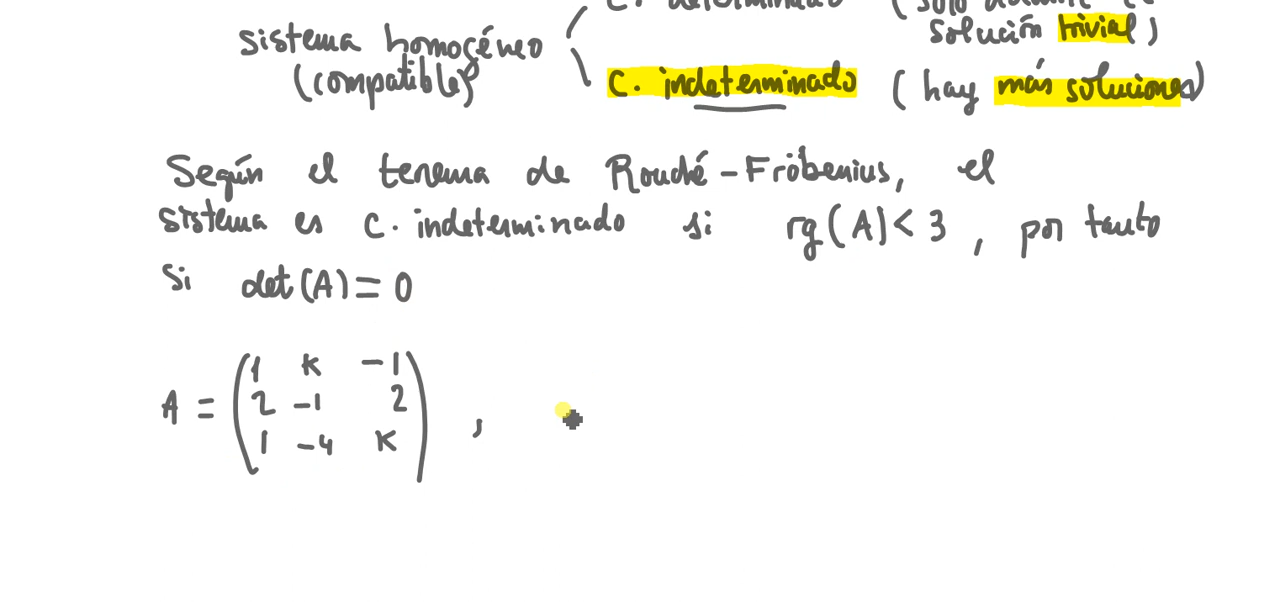 sistema homogéneo
(compatible)
solución trivial)
C. indeterminado (hay más soluciones)
Según el teorema de Rouché-Fröbenius, el
sistema es C. indeterminado si rg(A)<3, por tanto
Si det(A)=0
A = (1 K -1
2 -1 2
1 -4 K) ,